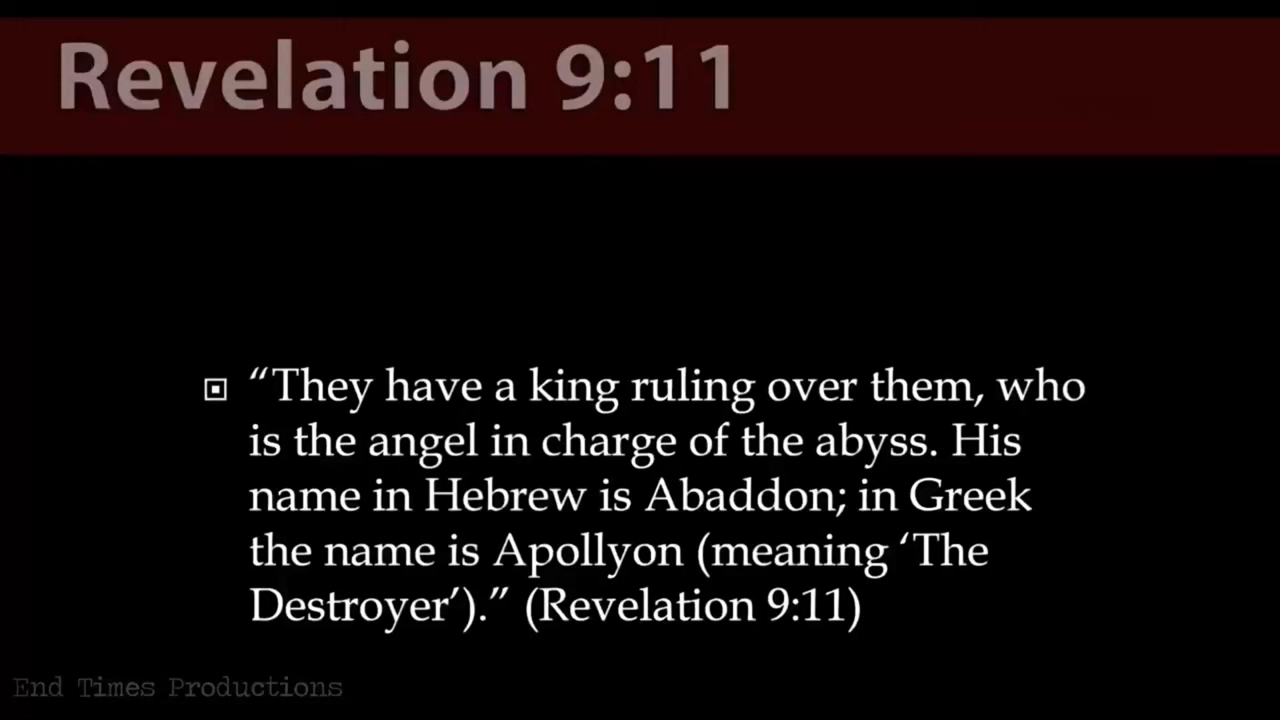 Revelation 9:11
“They have a king ruling over them, who
is the angel in charge of the abyss. His
name in Hebrew is Abaddon; in Greek
the name is Apollyon (meaning ‘The
Destroyer’).” (Revelation 9:11)
End Times Productions